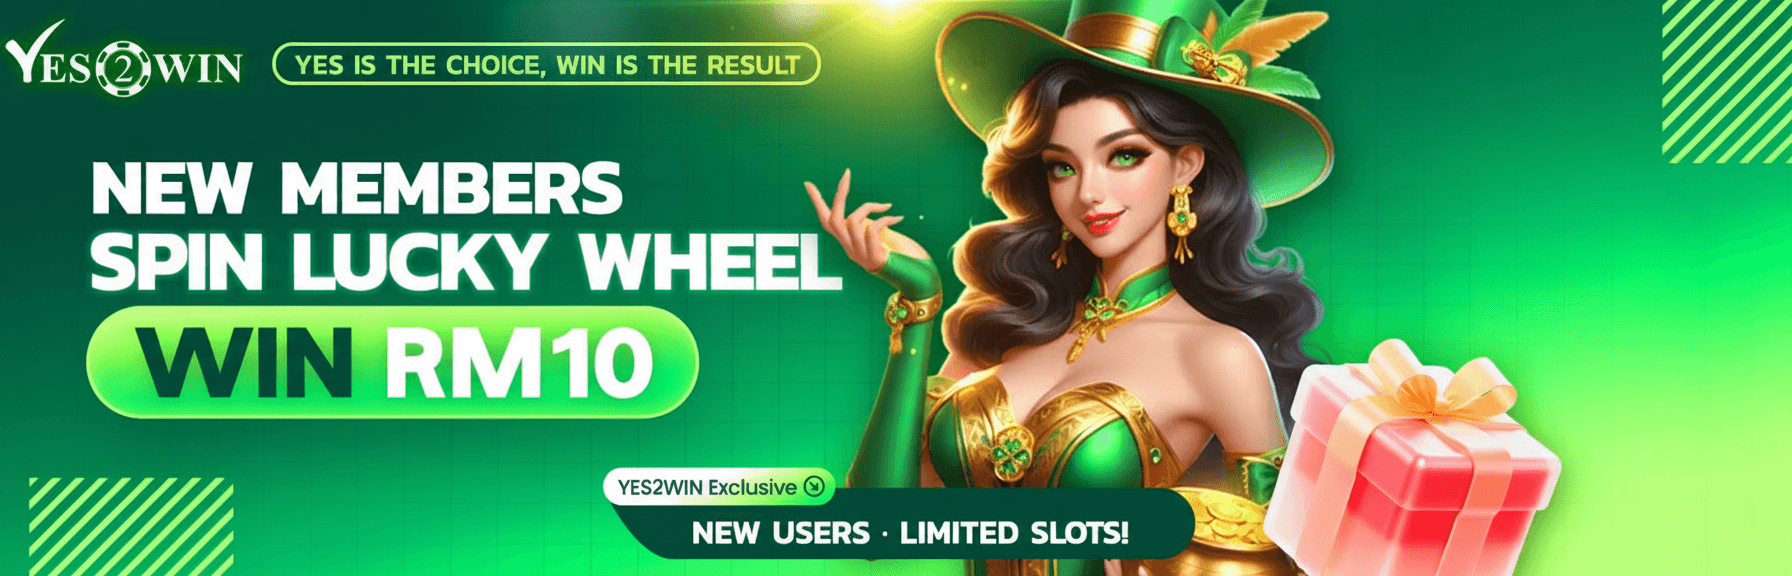 YES2WIN
YES IS THE CHOICE, WIN IS THE RESULT
NEW MEMBERS
SPIN LUCKY WHEEL
WIN RM10
YES2WIN Exclusive
NEW USERS · LIMITED SLOTS!